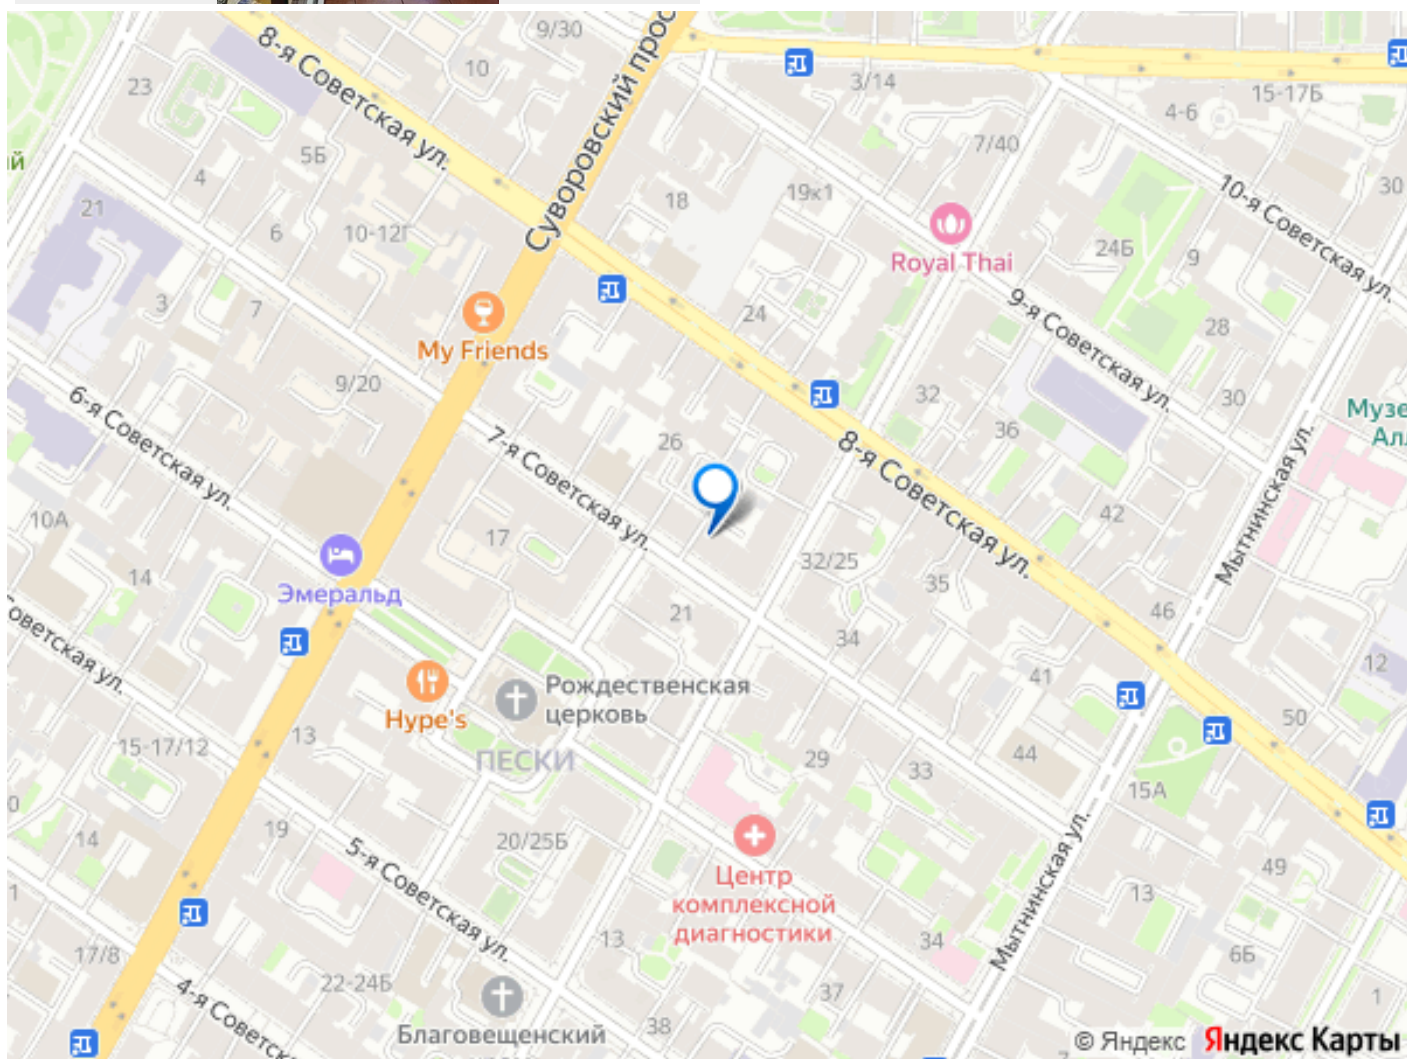 9/30
8-я Советская ул.
10
3/14
15-17Б
23
4-6
Суворовский прос
7/40
й
5Б
4
18
19к1
30
10-я Советская ул.
21
6
10-12Г
24Б
9
Royal Thai
3
7
24
9-я Советская ул.
28
My Friends
9/20
32
30
6-я Советская ул.
7-я Советская ул.
26
36
8-я Советская ул.
Музе
Ал
10А
17
42
Мытнинская ул.
14
Эмеральд
32/25
35
46
оветская ул.
21
34
12
41
Рождественская
церковь
Hype's
50
15-17/12
13
ПЕСКИ
44
29
33
15А
0
14
19
20/25Б
5-я Советская ул.
Центр
комплексной
диагностики
Мытнинская ул.
49
1
13
13
34
6Б
17/8
22-24Б
4-я Советск
37
1
38
Благовещенский
© Яндекс Яндекс Карты